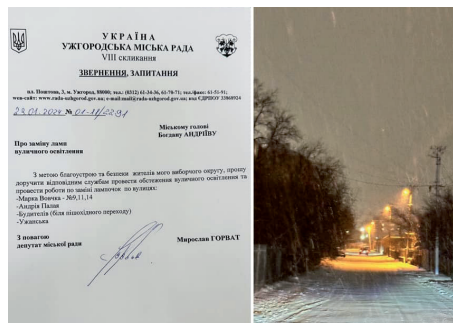 УКРАЇНА
УЖГОРОДСЬКА МІСЬКА РАДА
VIII скликання
ЗВЕРНЕННЯ, ЗАПИТАННЯ
пл. Поштова, 3, м. Ужгород, 88000; тел.: (0312) 61-34-36, 61-70-71; тел./факс: 61-51-91;
web-сайт: www.rada-uzhgorod.gov.ua; e-mail:mail@rada-uzhgorod.gov.ua; код ЄДРПОУ 33868924
29.01.2024 № 01-11/0291
Міському голові
Богдану АНДРІЇВУ
Про заміну ламп
вуличного освітлення
З метою благоустрою та безпеки жителів мого виборчого округу, прошу
доручити відповідним службам провести обстеження вуличного освітлення та
провести роботи по заміні лампочок по вулицях:
-Марка Вовчка - №9,11,14
-Андрія Палая
-Будителів (біля пішохідного переходу)
-Ужанська
З повагою
депутат міської ради
Мирослав ГОРВАТ